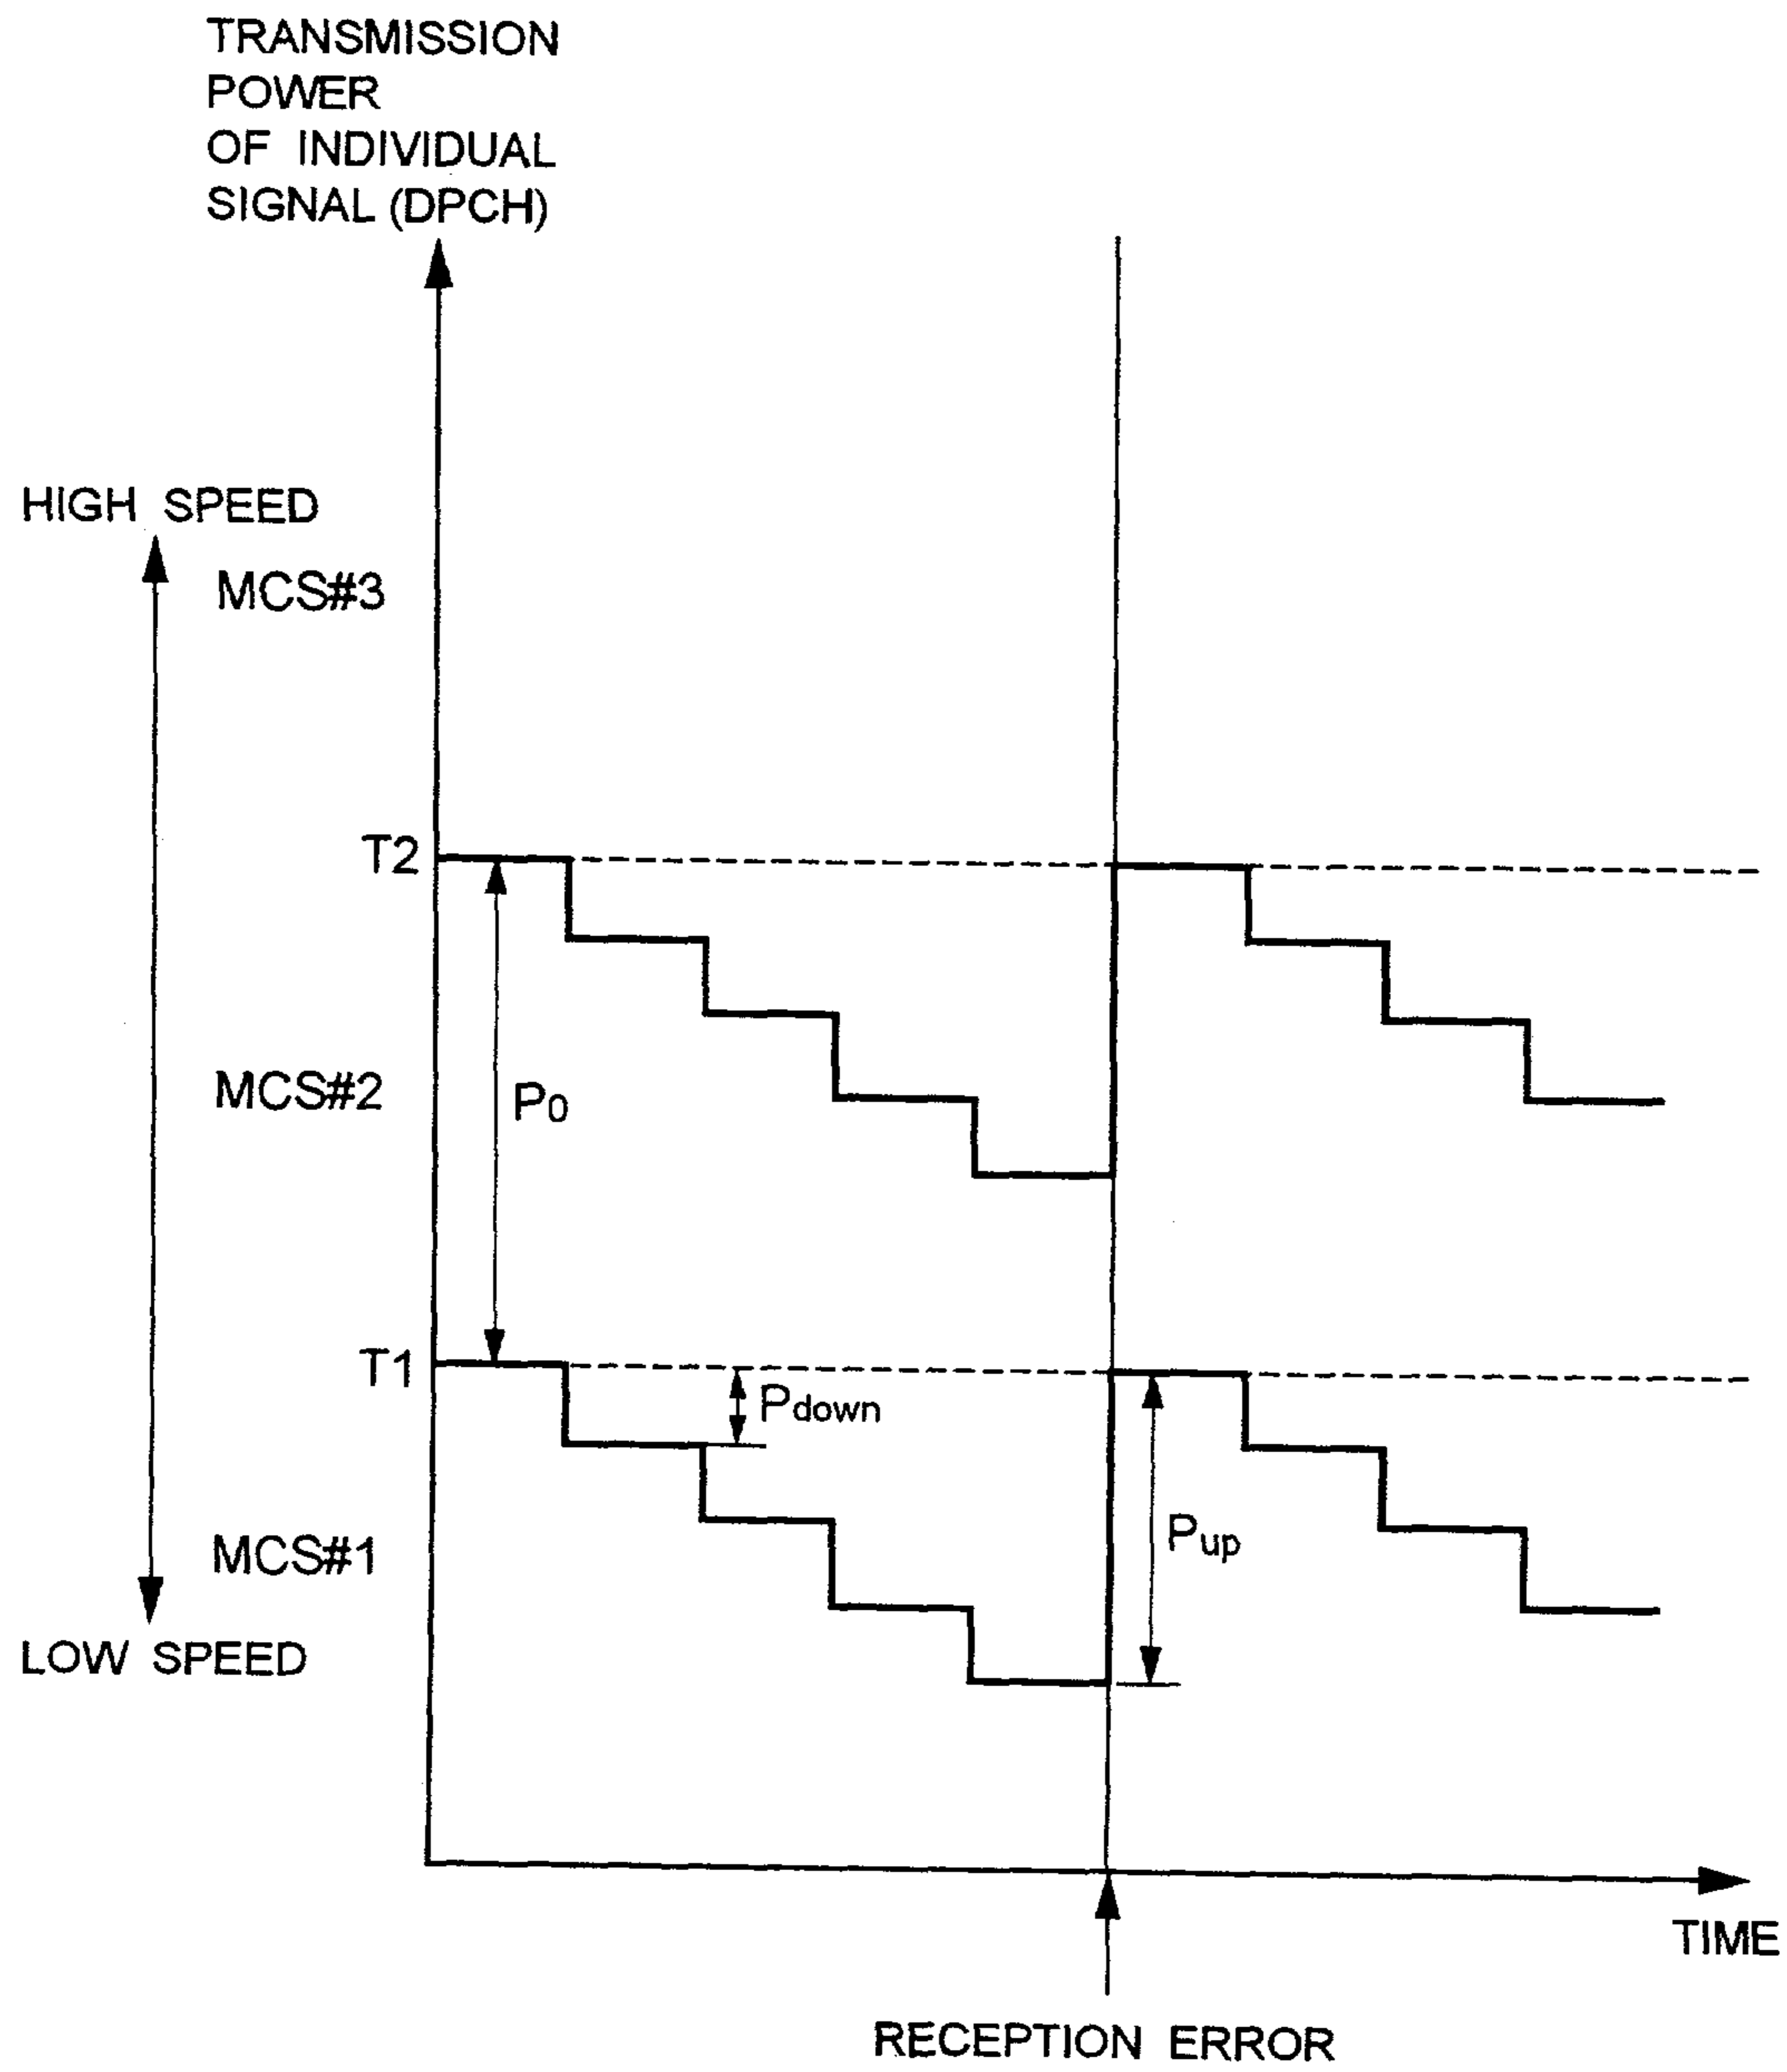 TRANSMISSION
POWER
OF INDIVIDUAL
SIGNAL (DPCH)
HIGH SPEED
MCS#3
T2
MCS#2
P0
T1
Pdown
MCS#1
Pup
LOW SPEED
TIME
RECEPTION ERROR